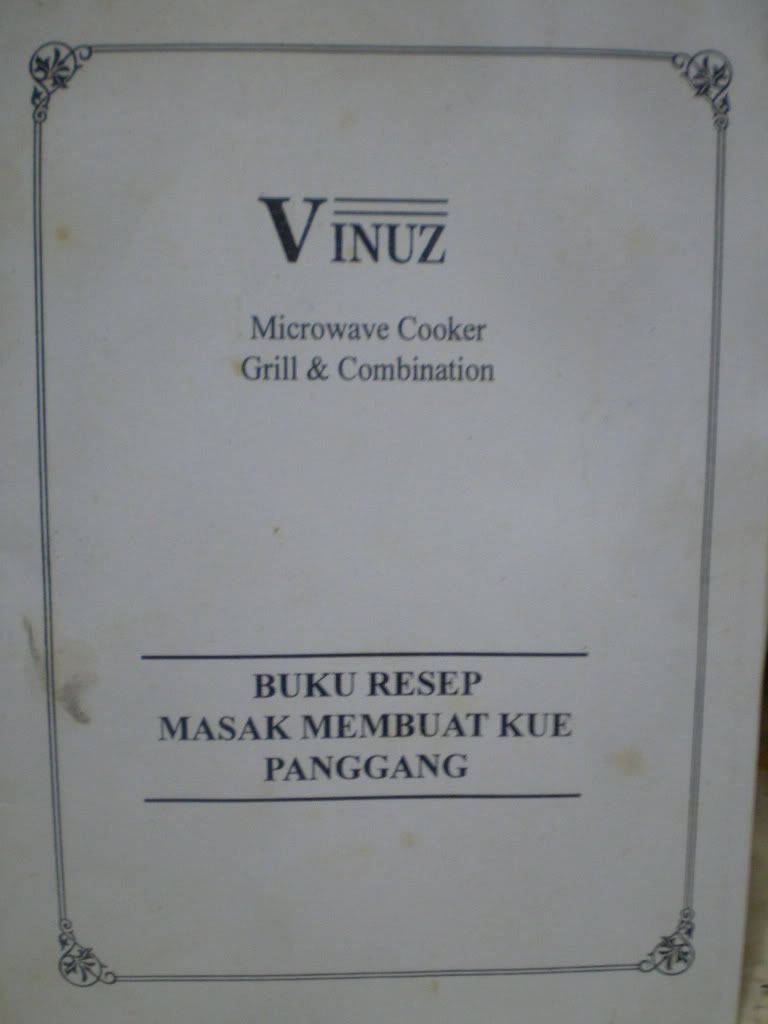 VINUZ
Microwave Cooker
Grill & Combination
BUKU RESEP
MASAK MEMBUAT KUE
PANGGANG